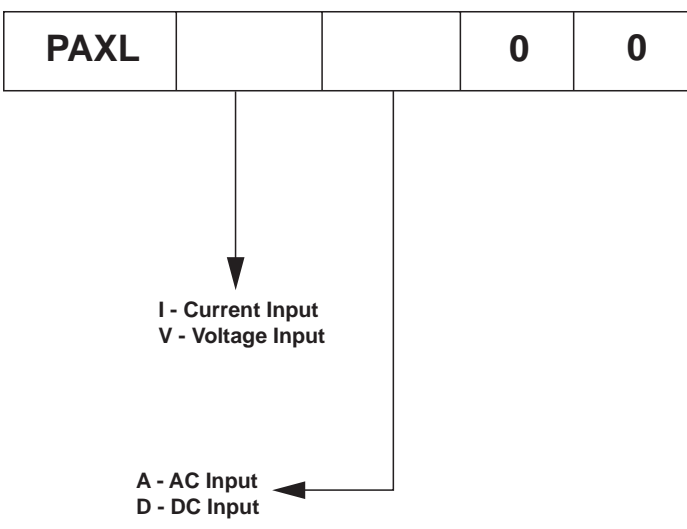 PAXL 0 0
I - Current Input
V - Voltage Input
A - AC Input
D - DC Input